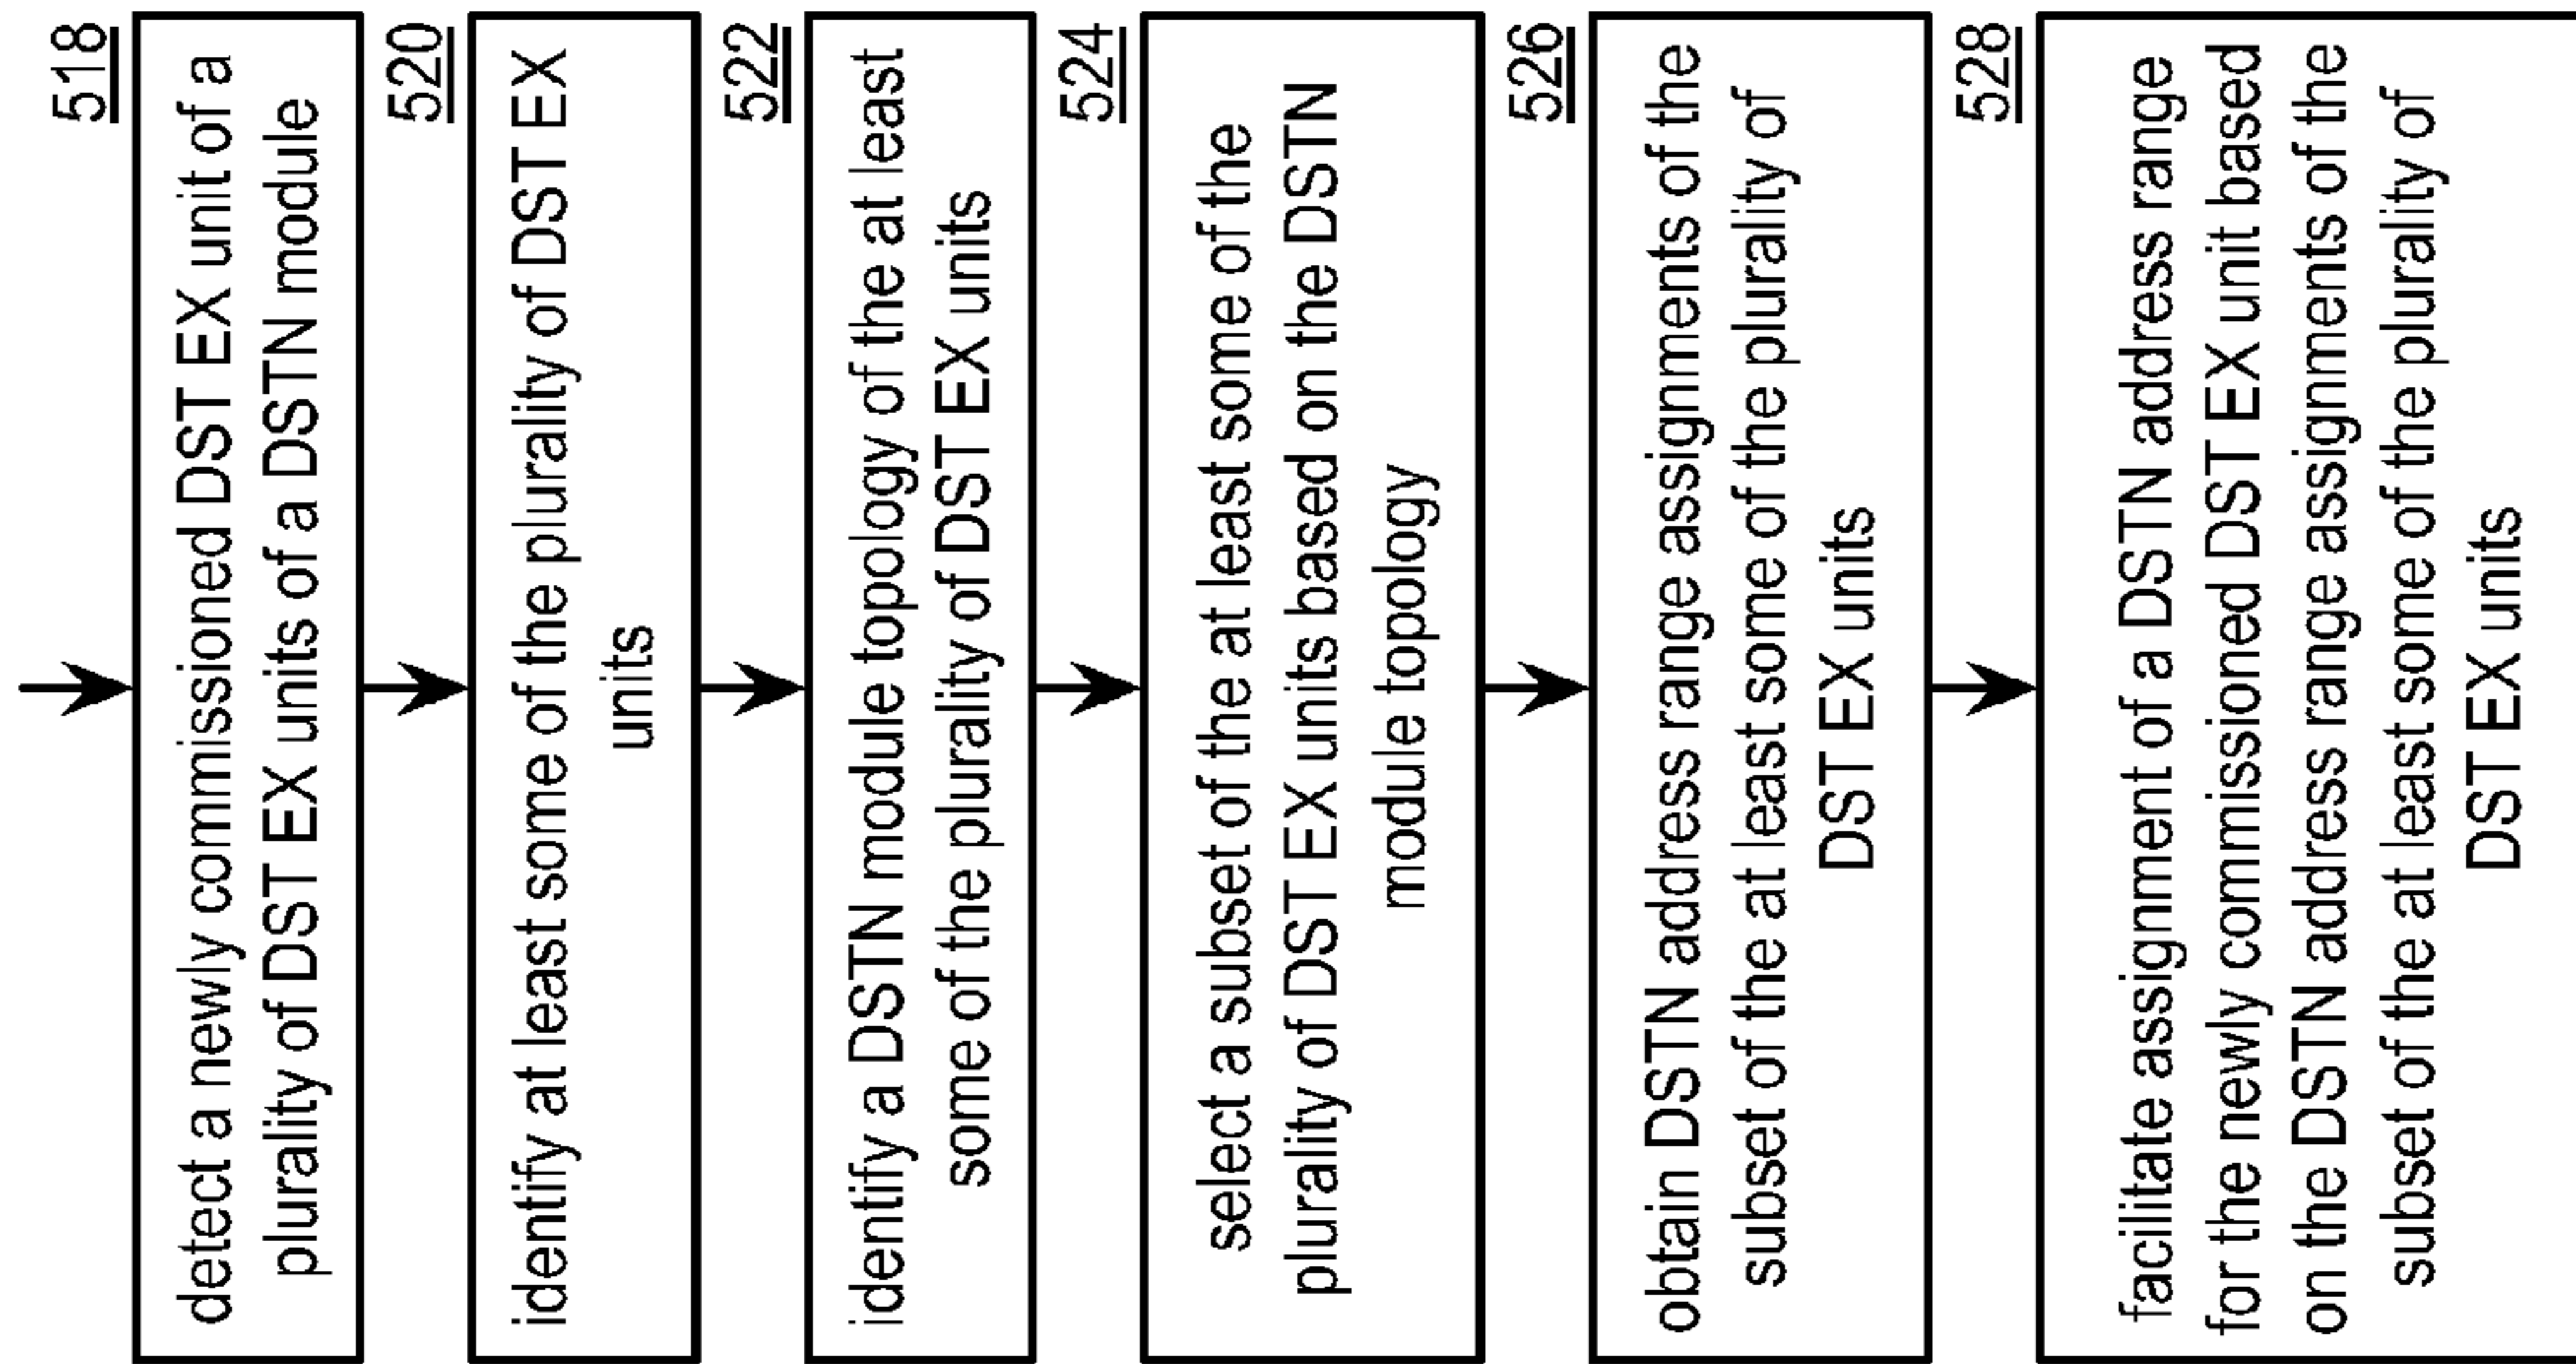 518
detect a newly commissioned DST EX unit of a
plurality of DST EX units of a DSTN module
520
identify at least some of the plurality of DST EX
units
522
identify a DSTN module topology of the at least
some of the plurality of DST EX units
524
select a subset of the at least some of the
plurality of DST EX units based on the DSTN
module topology
526
obtain DSTN address range assignments of the
subset of the at least some of the plurality of
DST EX units
528
facilitate assignment of a DSTN address range
for the newly commissioned DST EX unit based
on the DSTN address range assignments of the
subset of the at least some of the plurality of
DST EX units